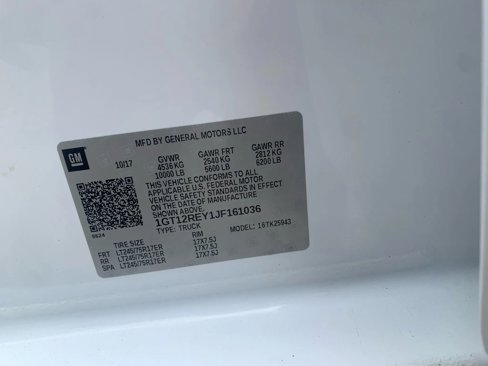 MFD BY GENERAL MOTORS LLC
GM
10/17 GVWR GAWR FRT GAWR RR
4536 KG 2540 KG 2812 KG
10000 LB 5600 LB 6200 LB
THIS VEHICLE CONFORMS TO ALL
APPLICABLE U.S. FEDERAL MOTOR
VEHICLE SAFETY STANDARDS IN EFFECT
ON THE DATE OF MANUFACTURE
SHOWN ABOVE.
1GT12REY1JF161036
TYPE: TRUCK MODEL: 16TK25943
TIRE SIZE RIM
FRT LT245/75R17ER 17X7.5J
RR LT245/75R17ER 17X7.5J
SPA LT245/75R17ER 17X7.5J